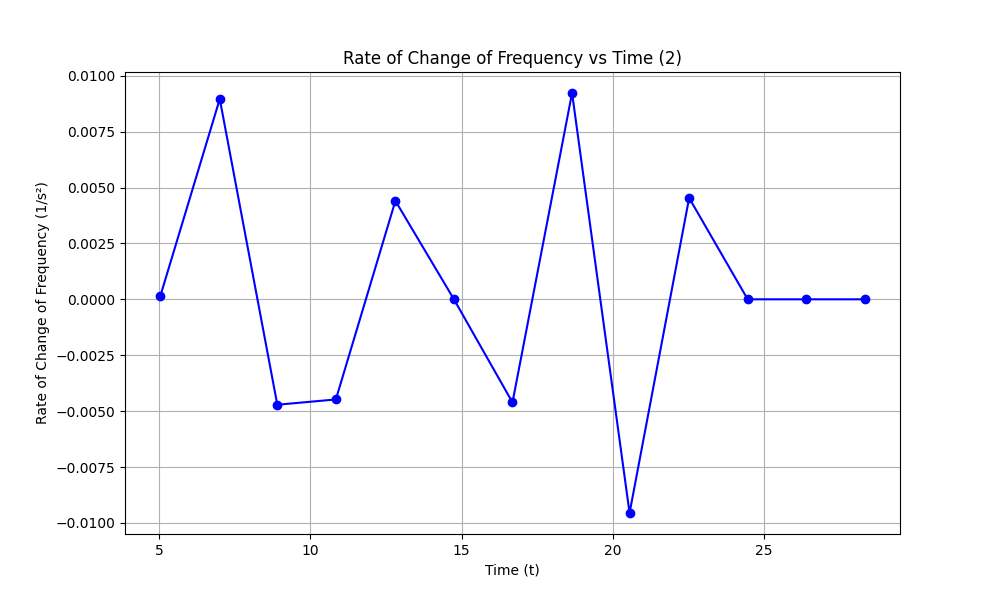 Rate of Change of Frequency vs Time (2)
Rate of Change of Frequency (1/s²)
0.0100
0.0075
0.0050
0.0025
0.0000
−0.0025
−0.0050
−0.0075
−0.0100
5 10 15 20 25
Time (t)